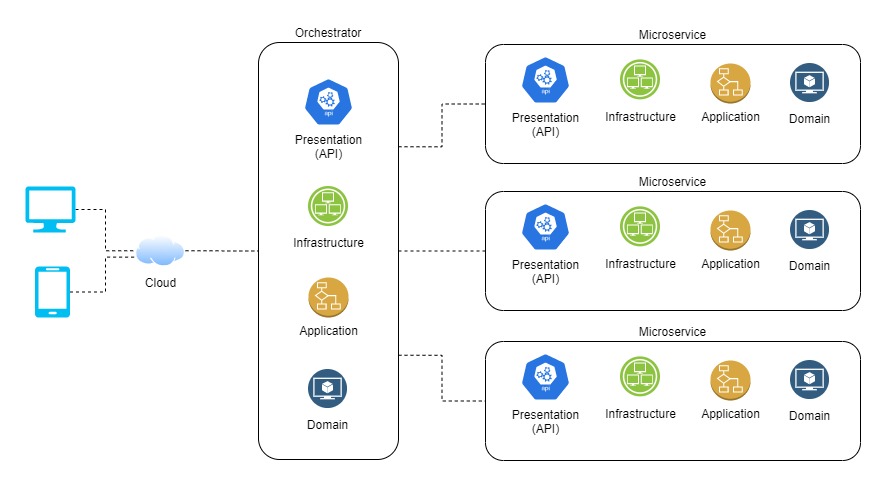 Orchestrator
api
Presentation
(API)
Infrastructure
Application
Domain
Cloud
Microservice
api
Presentation
(API)
Infrastructure
Application
Domain
Microservice
api
Presentation
(API)
Infrastructure
Application
Domain
Microservice
api
Presentation
(API)
Infrastructure
Application
Domain